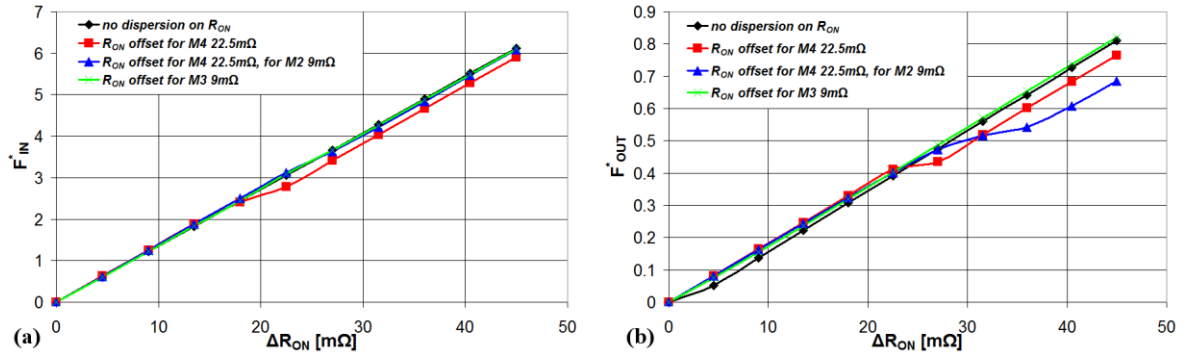 no dispersion on RON
RON offset for M4 22.5mΩ
RON offset for M4 22.5mΩ, for M2 9mΩ
RON offset for M3 9mΩ
7
6
5
4
3
2
1
0
F*IN
0 10 20 30 40 50
ΔRON [mΩ]
(a)
no dispersion on RON
RON offset for M4 22.5mΩ
RON offset for M4 22.5mΩ, for M2 9mΩ
RON offset for M3 9mΩ
0.9
0.8
0.7
0.6
0.5
0.4
0.3
0.2
0.1
0
F*OUT
0 10 20 30 40 50
ΔRON [mΩ]
(b)